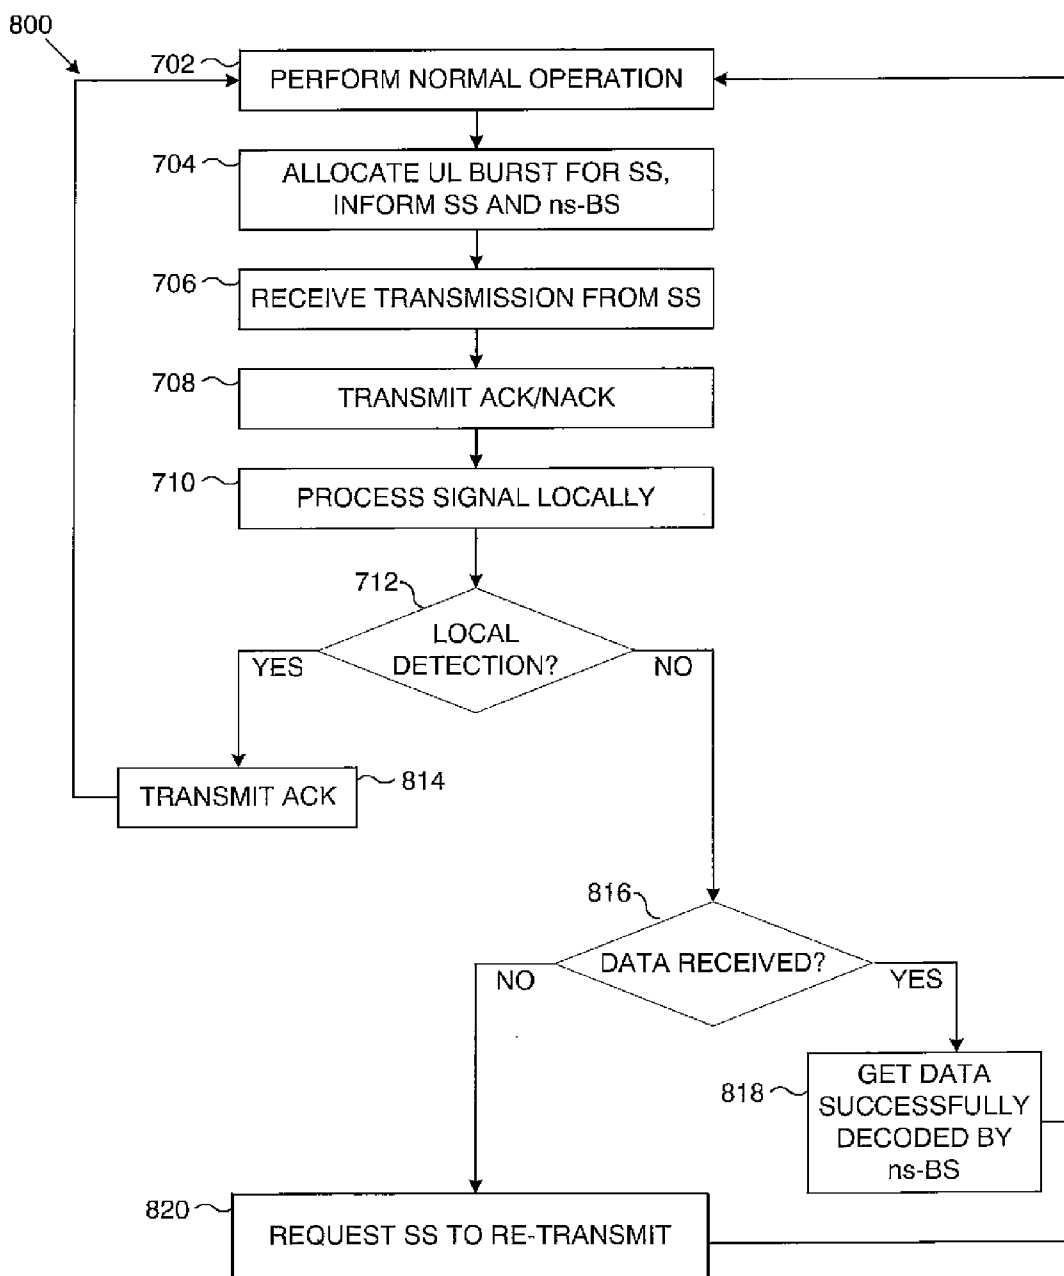 800
702
PERFORM NORMAL OPERATION
704
ALLOCATE UL BURST FOR SS,
INFORM SS AND ns-BS
706
RECEIVE TRANSMISSION FROM SS
708
TRANSMIT ACK/NACK
710
PROCESS SIGNAL LOCALLY
712
LOCAL
DETECTION?
YES
NO
TRANSMIT ACK
814
816
DATA RECEIVED?
NO
YES
818
GET DATA
SUCCESSFULLY
DECODED BY
ns-BS
820
REQUEST SS TO RE-TRANSMIT